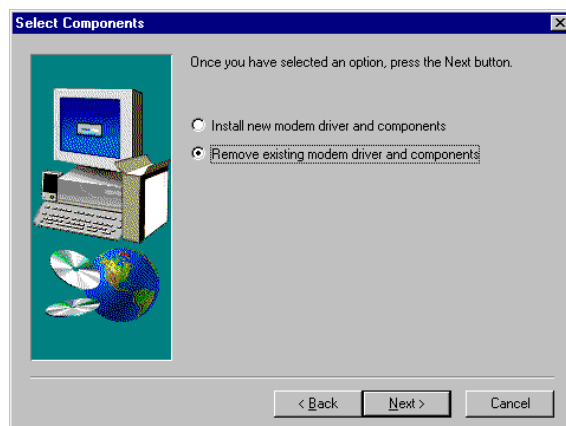 Select Components
Once you have selected an option, press the Next button.
Install new modem driver and components
Remove existing modem driver and components
< Back
Next >
Cancel